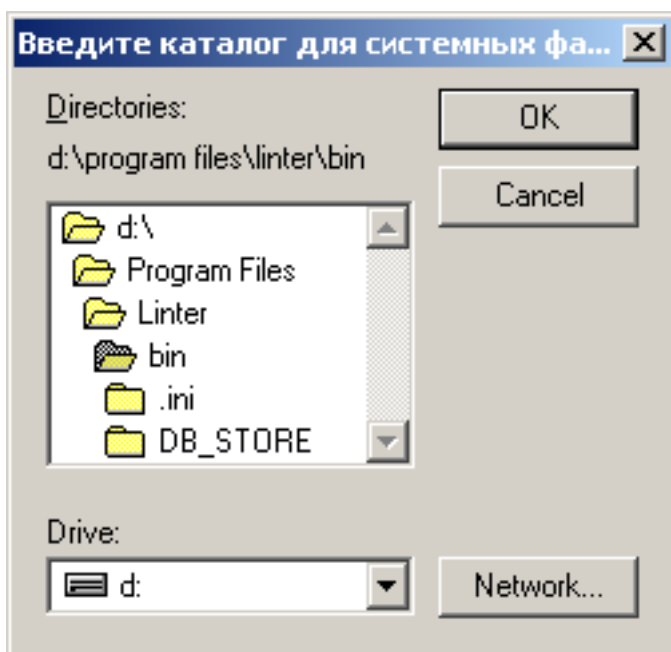 Введите каталог для системных фа...
Directories:
d:\program files\linter\bin
OK
Cancel
d:\
Program Files
Linter
bin
.ini
DB_STORE
Drive:
d:
Network...